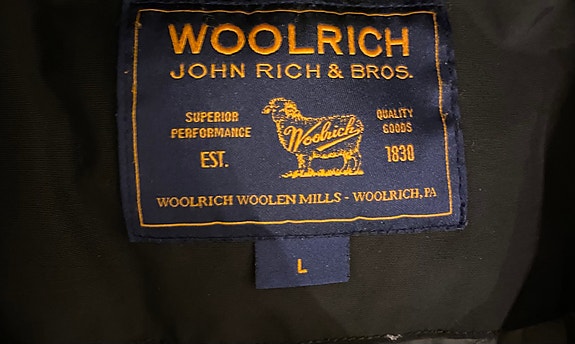 WOOLRICH
JOHN RICH & BROS.
SUPERIOR
PERFORMANCE
EST.
Woolrich
QUALITY
GOODS
1830
WOOLRICH WOOLEN MILLS - WOOLRICH, PA
L